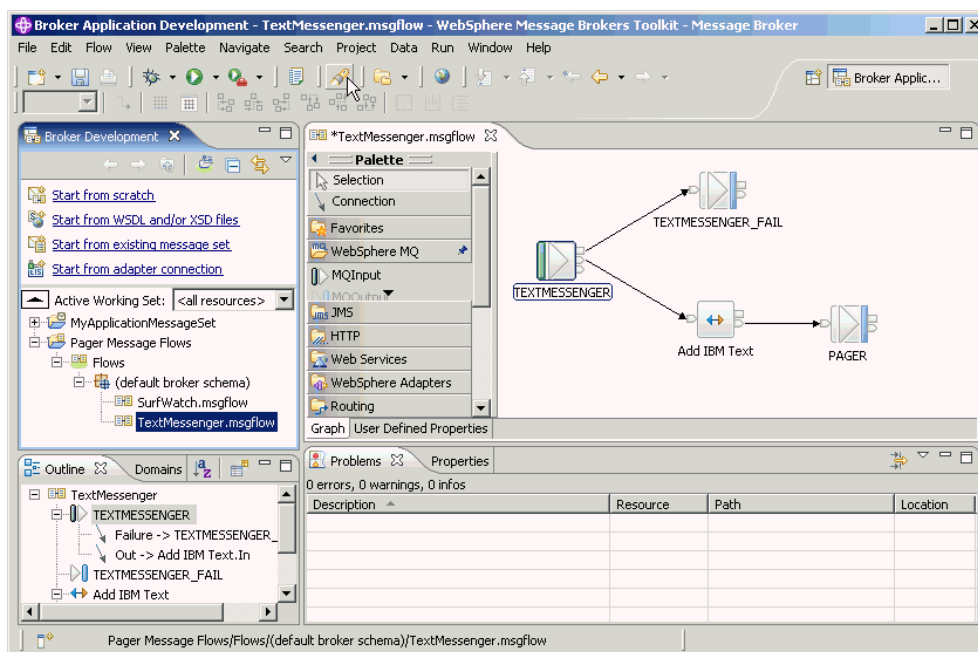 Broker Application Development - TextMessenger.msgflow - WebSphere Message Brokers Toolkit - Message Broker
File Edit Flow View Palette Navigate Search Project Data Run Window Help
Broker Applic...
Broker Development
Start from scratch
Start from WSDL and/or XSD files
Start from existing message set
Start from adapter connection
Active Working Set: <all resources>
MyApplicationMessageSet
Pager Message Flows
Flows
(default broker schema)
SurfWatch.msgflow
TextMessenger.msgflow
*TextMessenger.msgflow
Palette
Selection
Connection
Favorites
WebSphere MQ
MQInput
MQOutput
JMS
HTTP
Web Services
WebSphere Adapters
Routing
Graph User Defined Properties
TEXTMESSENGER_FAIL
TEXTMESSENGER
Add IBM Text
PAGER
Outline Domains
TextMessenger
TEXTMESSENGER
Failure -> TEXTMESSENGER_
Out -> Add IBM Text.In
TEXTMESSENGER_FAIL
Add IBM Text
Problems Properties
0 errors, 0 warnings, 0 infos
Description Resource Path Location
Pager Message Flows/Flows/(default broker schema)/TextMessenger.msgflow